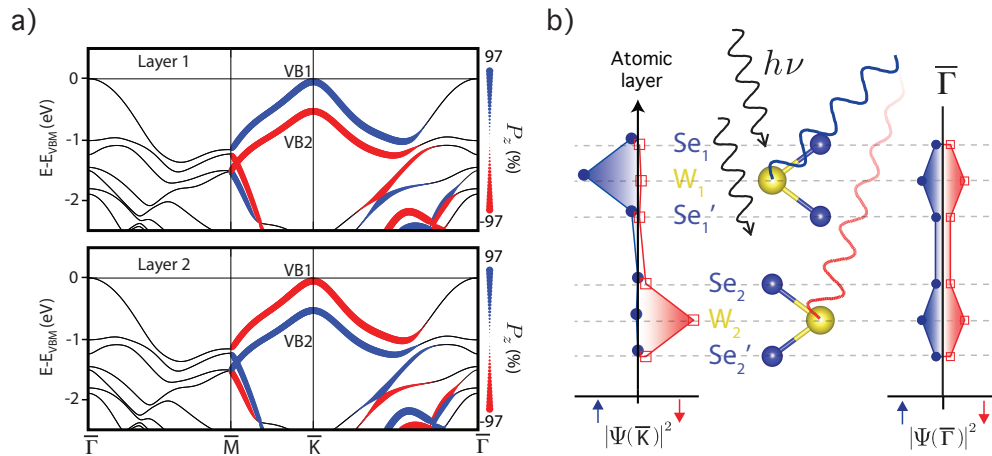 a)
Layer 1
VB1
VB2
0
-1
-2
E-E_VBM (eV)
97
P_z (%)
-97
Layer 2
VB1
VB2
0
-1
-2
E-E_VBM (eV)
97
P_z (%)
-97
Γ̅ M̅ K̅ Γ̅
b)
Atomic
layer
hν
Γ̅
Se₁
W₁
Se₁′
Se₂
W₂
Se₂′
|Ψ(K̅)|²
|Ψ(Γ̅)|²